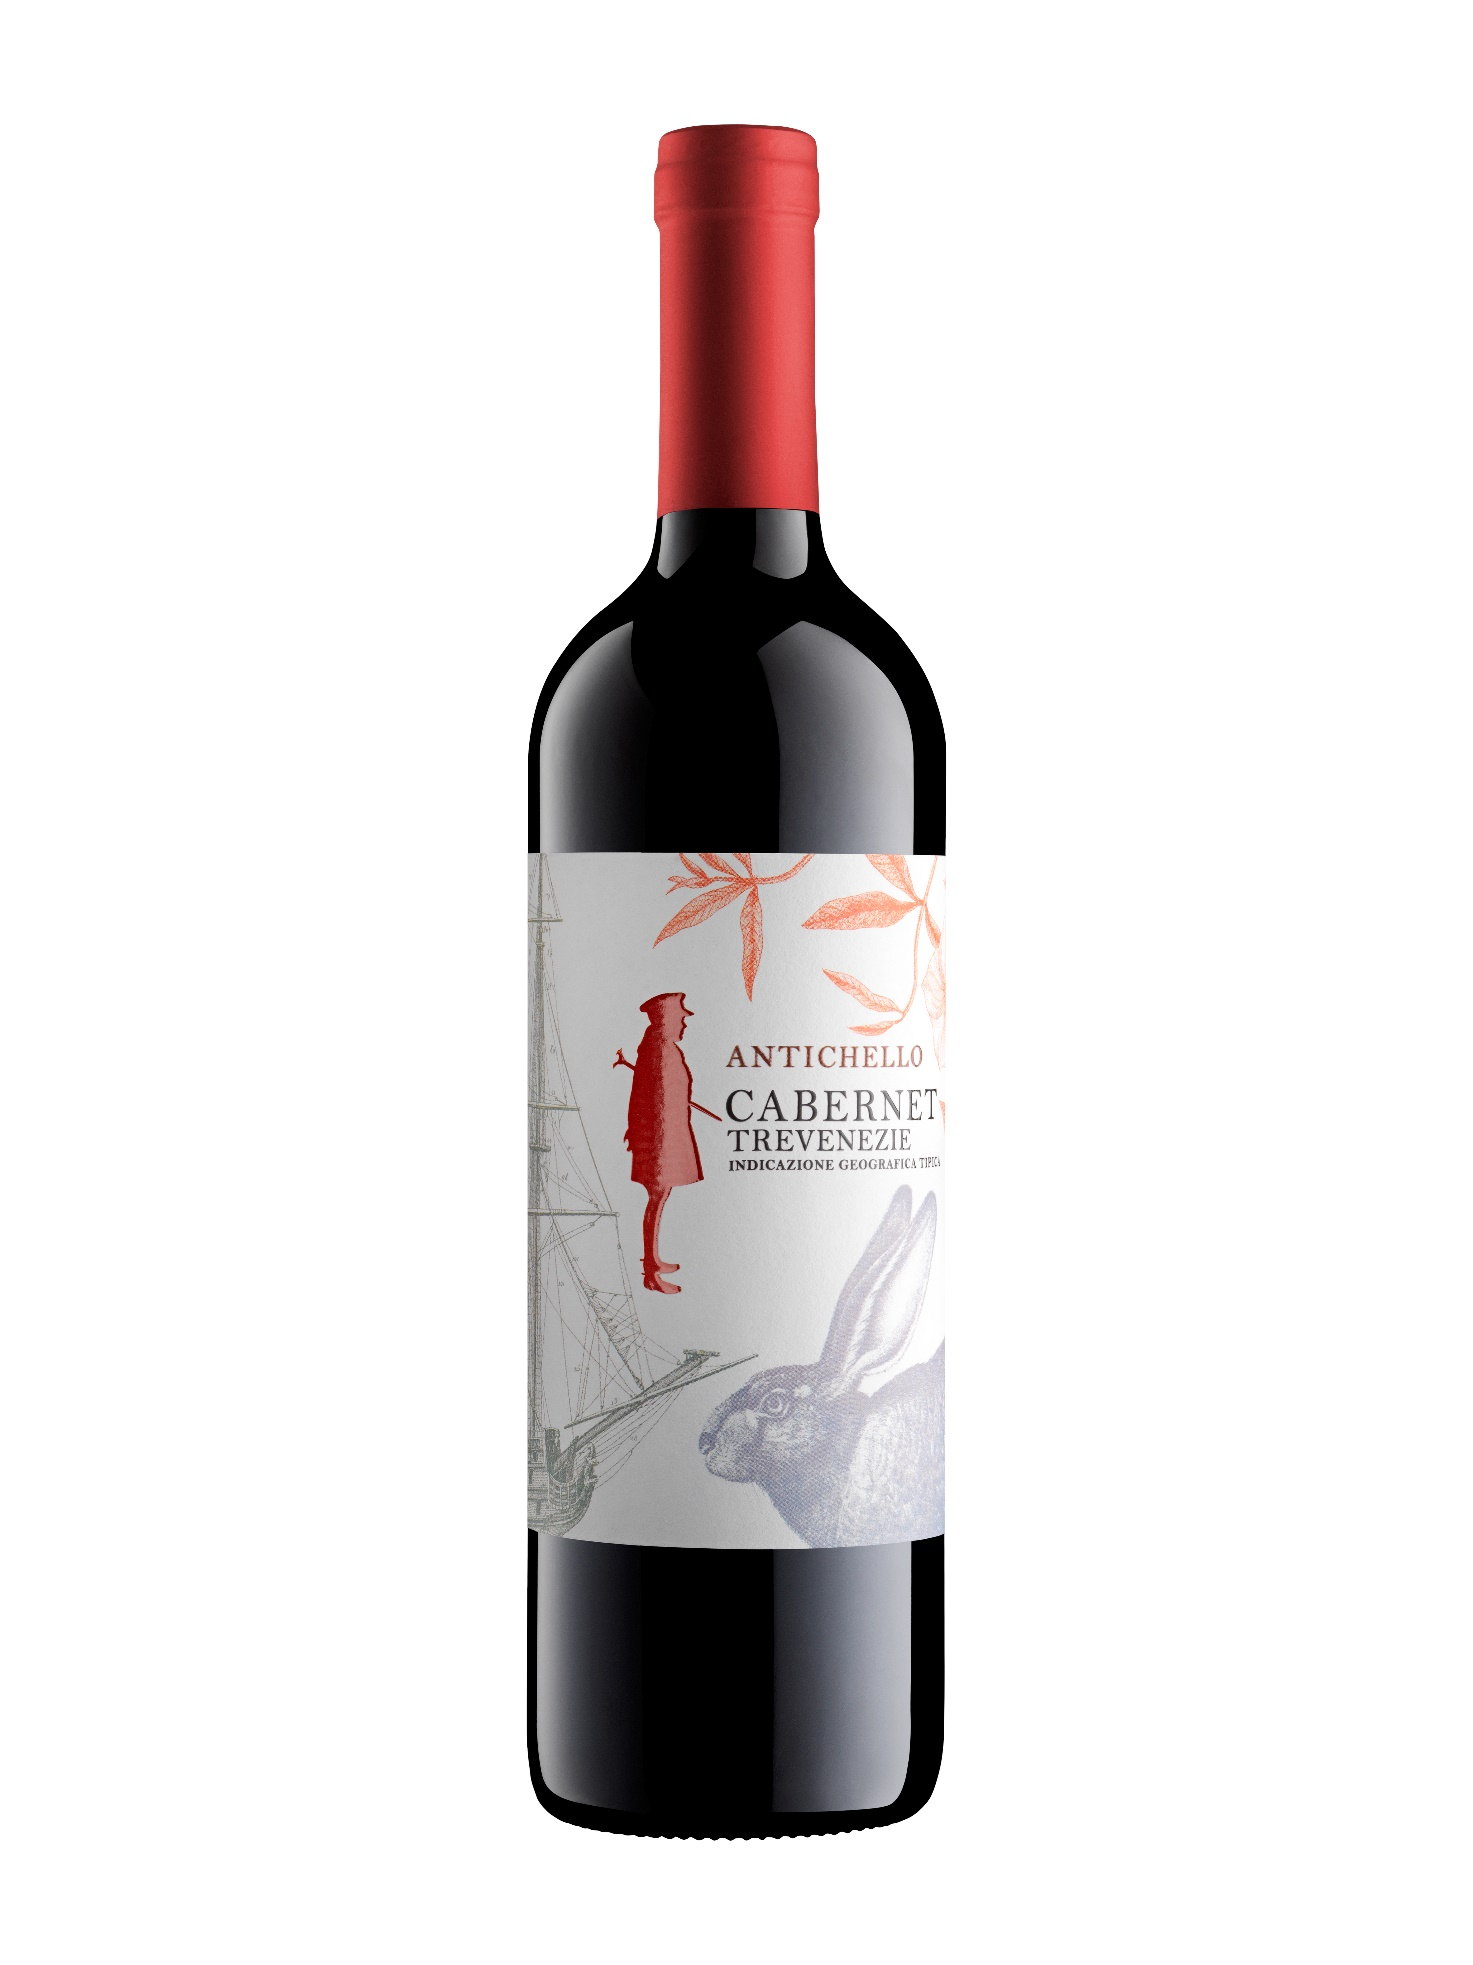 ANTICHELLO
CABERNET
TREVENEZIE
INDICAZIONE GEOGRAFICA TIPICA